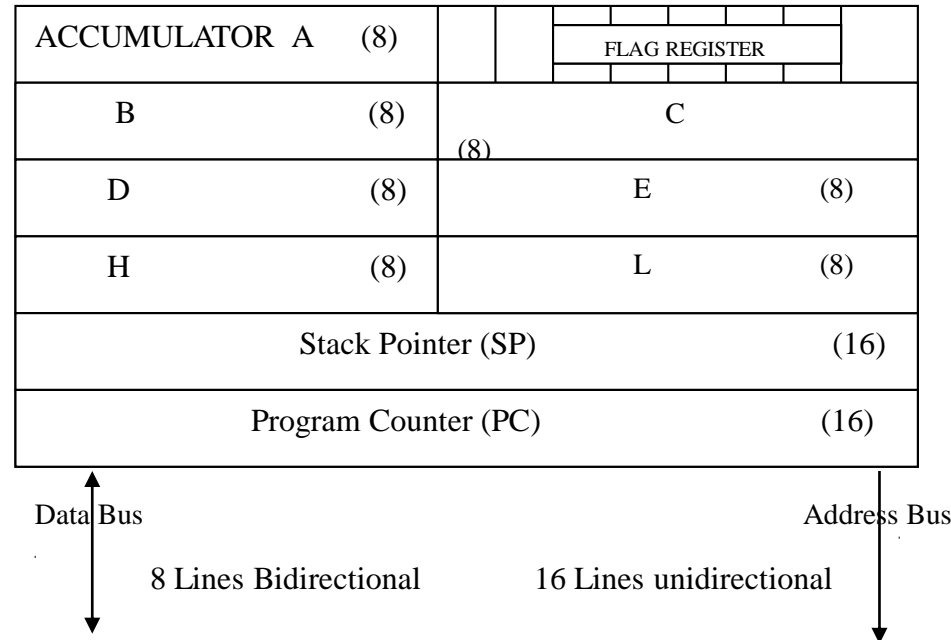 ACCUMULATOR A (8)
FLAG REGISTER
B (8)
C
(8)
D (8)
E (8)
H (8)
L (8)
Stack Pointer (SP) (16)
Program Counter (PC) (16)
Data Bus
Address Bus
8 Lines Bidirectional
16 Lines unidirectional